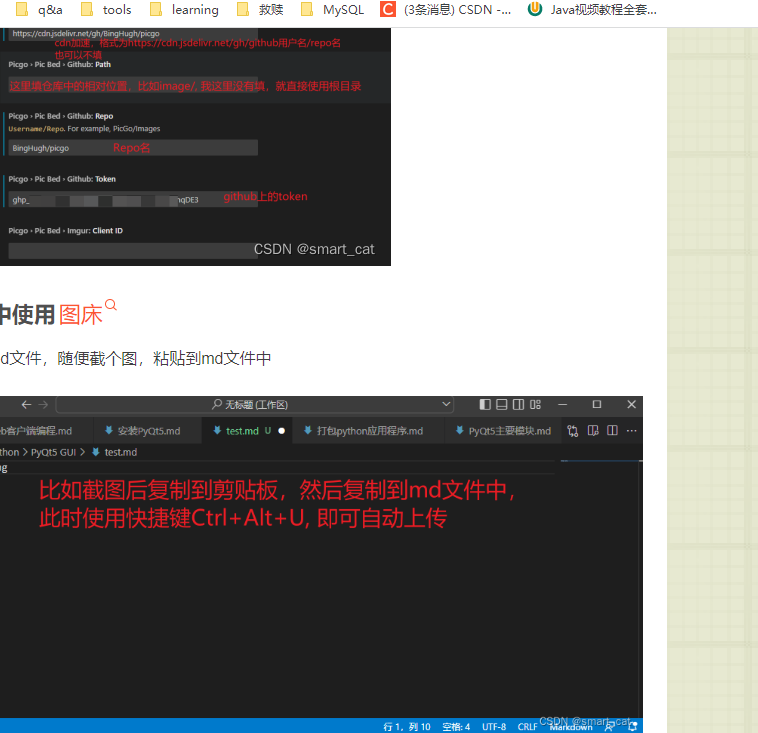 q&a tools learning 救赎 MySQL (3条消息) CSDN -... Java视频教程全套...
https://cdn.jsdelivr.net/gh/BingHugh/picgo
cdn加速，格式为https://cdn.jsdelivr.net/gh/github用户名/repo名
也可以不填
Picgo › Pic Bed › Github: Path
这里填仓库中的相对位置，比如image/, 我这里没有填，就直接使用根目录
Picgo › Pic Bed › Github: Repo
Username/Repo. For example, PicGo/Images
BingHugh/picgo Repo名
Picgo › Pic Bed › Github: Token
ghp_ nqDE3 github上的token
Picgo › Pic Bed › Imgur: Client ID
CSDN @smart_cat
中使用图床
d文件，随便截个图，粘贴到md文件中
无标题 (工作区)
b客户端编程.md 安装PyQt5.md test.md U 打包python应用程序.md PyQt5主要模块.md
thon > PyQt5 GUI > test.md
ng
比如截图后复制到剪贴板，然后复制到md文件中，
此时使用快捷键Ctrl+Alt+U, 即可自动上传
CSDN @smart_cat
行 1，列 10 空格: 4 UTF-8 CRLF Markdown